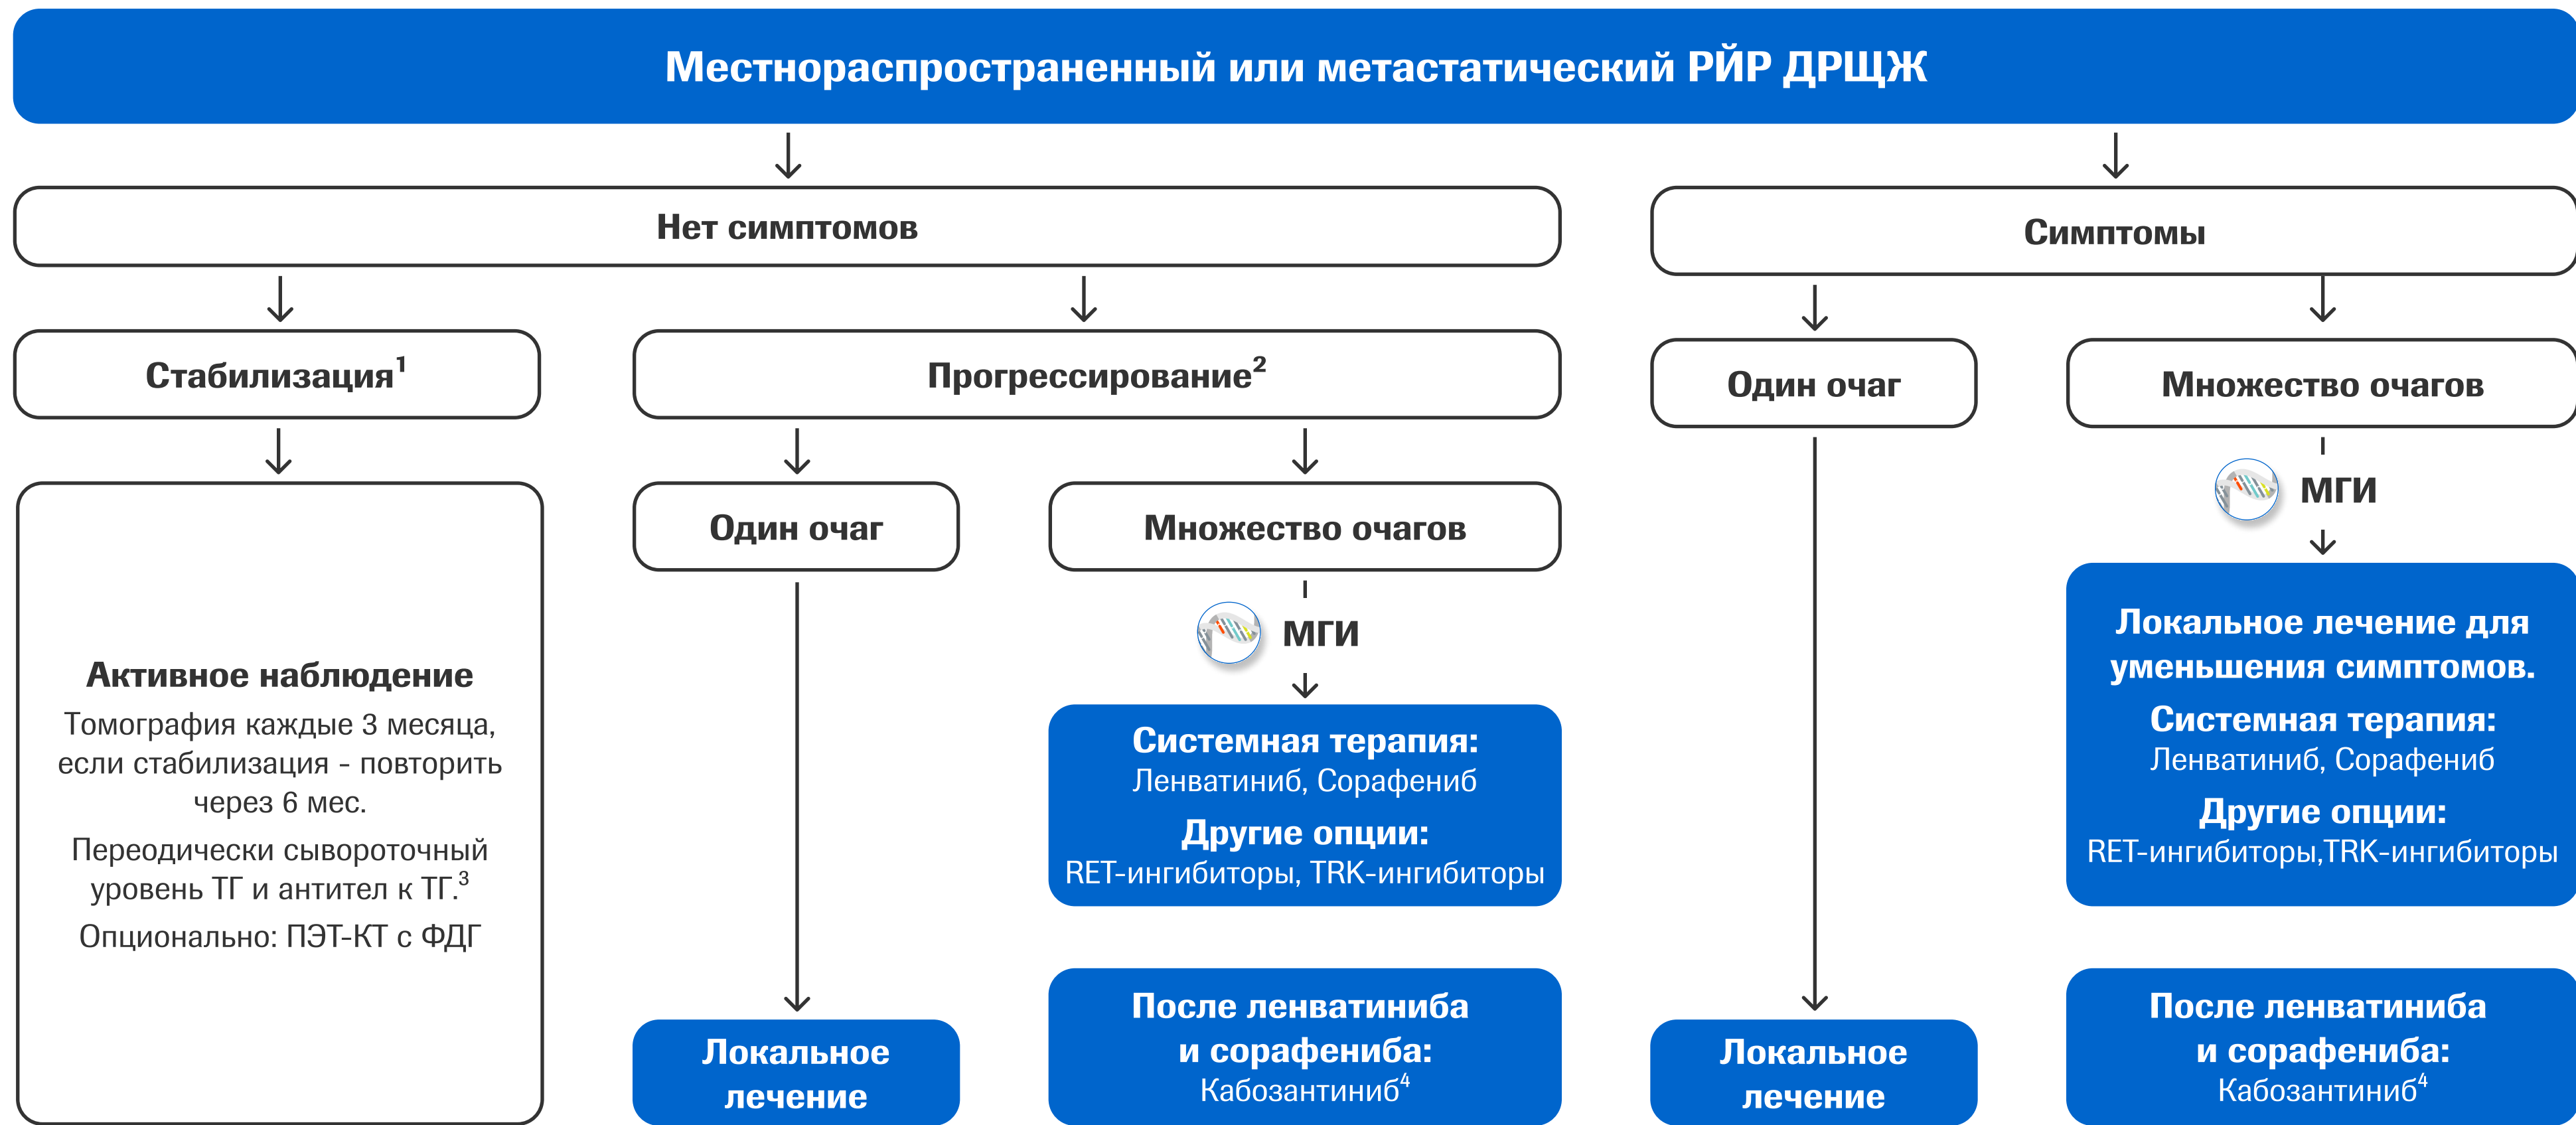 Местнораспространенный или метастатический РЙР ДРЩЖ
Нет симптомов
Симптомы
Стабилизация¹
Прогрессирование²
Один очаг
Множество очагов
Активное наблюдение
Томография каждые 3 месяца,
если стабилизация - повторить
через 6 мес.
Переодически сывороточный
уровень ТГ и антител к ТГ.³
Опционально: ПЭТ-КТ с ФДГ
Один очаг
Множество очагов
МГИ
Локальное
лечение
Системная терапия:
Ленватиниб, Сорафениб
Другие опции:
RET-ингибиторы, TRK-ингибиторы
После ленватиниба
и сорафениба:
Кабозантиниб⁴
Локальное
лечение
МГИ
Локальное лечение для
уменьшения симптомов.
Системная терапия:
Ленватиниб, Сорафениб
Другие опции:
RET-ингибиторы,TRK-ингибиторы
После ленватиниба
и сорафениба:
Кабозантиниб⁴